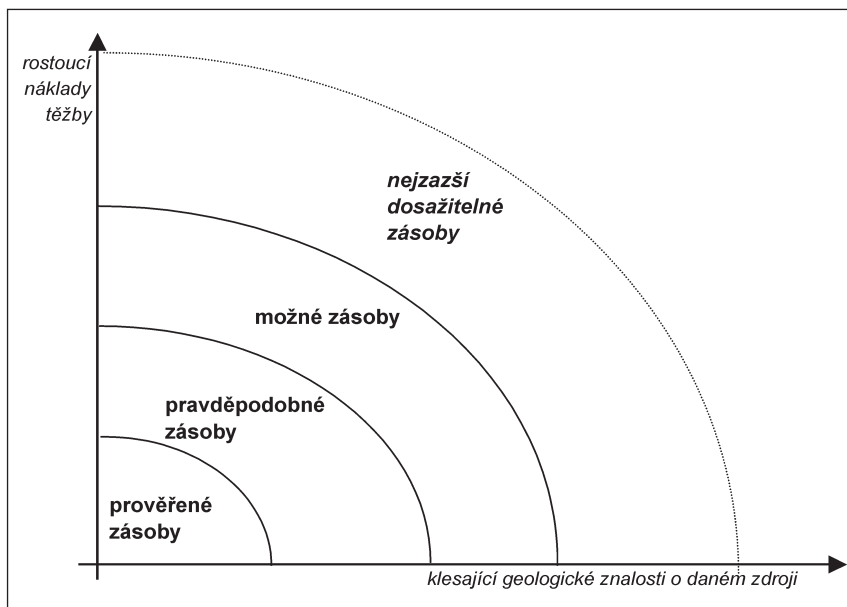 rostoucí
náklady
těžby
nejzazší
dosažitelné
zásoby
možné zásoby
pravděpodobné
zásoby
prověřené
zásoby
klesající geologické znalosti o daném zdroji